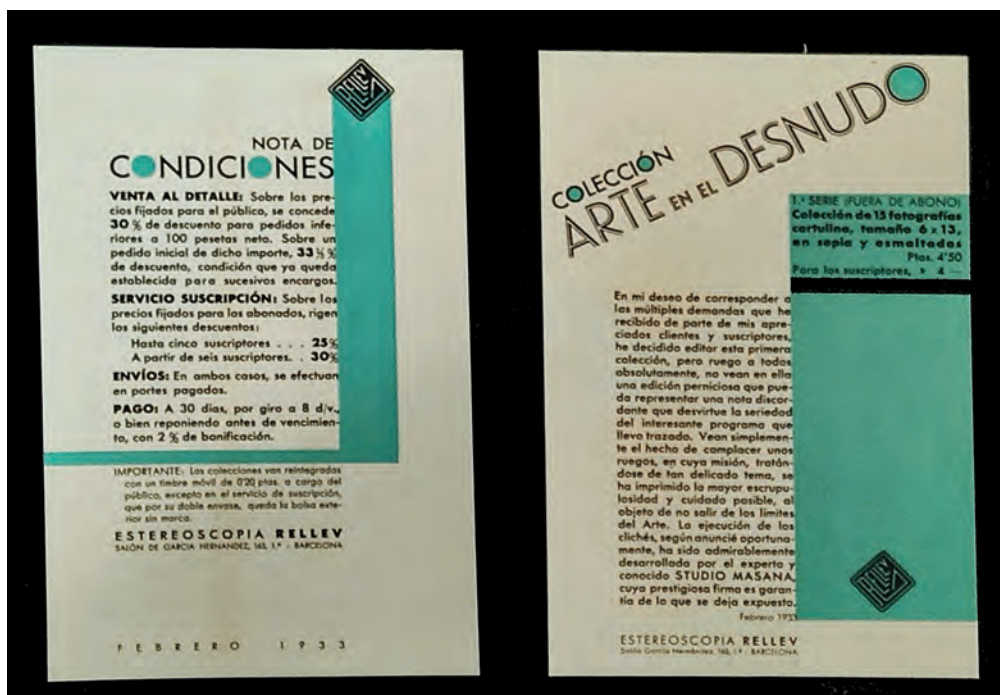 RELLEV
NOTA DE
CONDICIONES
VENTA AL DETALLE: Sobre los pre-
cios fijados para el público, se concede
30 % de descuento para pedidos infe-
riores a 100 pesetas neto. Sobre un
pedido inicial de dicho importe, 33 ⅓ %
de descuento, condición que ya queda
establecida para sucesivos encargos.
SERVICIO SUSCRIPCIÓN: Sobre los
precios fijados para los abonados, rigen
los siguientes descuentos:
Hasta cinco suscriptores . . . 25 %
A partir de seis suscriptores. . 30 %
ENVÍOS: En ambos casos, se efectuan
en portes pagados.
PAGO: A 30 días, por giro a 8 d/v.,
o bien reponiendo antes de vencimien-
to, con 2 % de bonificación.
IMPORTANTE: Las colecciones van reintegradas
con un timbre móvil de 0'20 ptas. a cargo del
público, excepto en el servicio de suscripción,
que por su doble envase, queda la bolsa exte-
rior sin marca.
ESTEREOSCOPIA RELLEV
SALÓN DE GARCIA HERNANDEZ, 163, 1.º - BARCELONA
FEBRERO 1933
COLECCIÓN
ARTE EN EL DESNUDO
1.ª SERIE (FUERA DE ABONO)
Colección de 15 fotografías
cartulina, tamaño 6 x 13,
en sepia y esmaltadas
Ptas. 4'50
Para los suscriptores, » 4 —
En mi deseo de corresponder a
las múltiples demandas que he
recibido de parte de mis apre-
ciados clientes y suscriptores,
he decidido editar esta primera
colección, pero ruego a todos
absolutamente, no vean en ella
una edición perniciosa que pue-
da representar una nota discor-
dante que desvirtue la seriedad
del interesante programa que
llevo trazado. Vean simplemen-
te el hecho de complacer unos
ruegos, en cuya misión, tratán-
dose de tan delicado tema, se
ha imprimido la mayor escrupu-
losidad y cuidado posible, al
objeto de no salir de los límites
del Arte. La ejecución de los
clichés, según anuncié oportuna-
mente, ha sido admirablemente
desarrollada por el experto y
conocido STUDIO MASANA,
cuya prestigiosa firma es garan-
tía de lo que se deja expuesto.
Febrero 1933
RELLEV
ESTEREOSCOPIA RELLEV
Salón García Hernández, 163, 1.º - BARCELONA